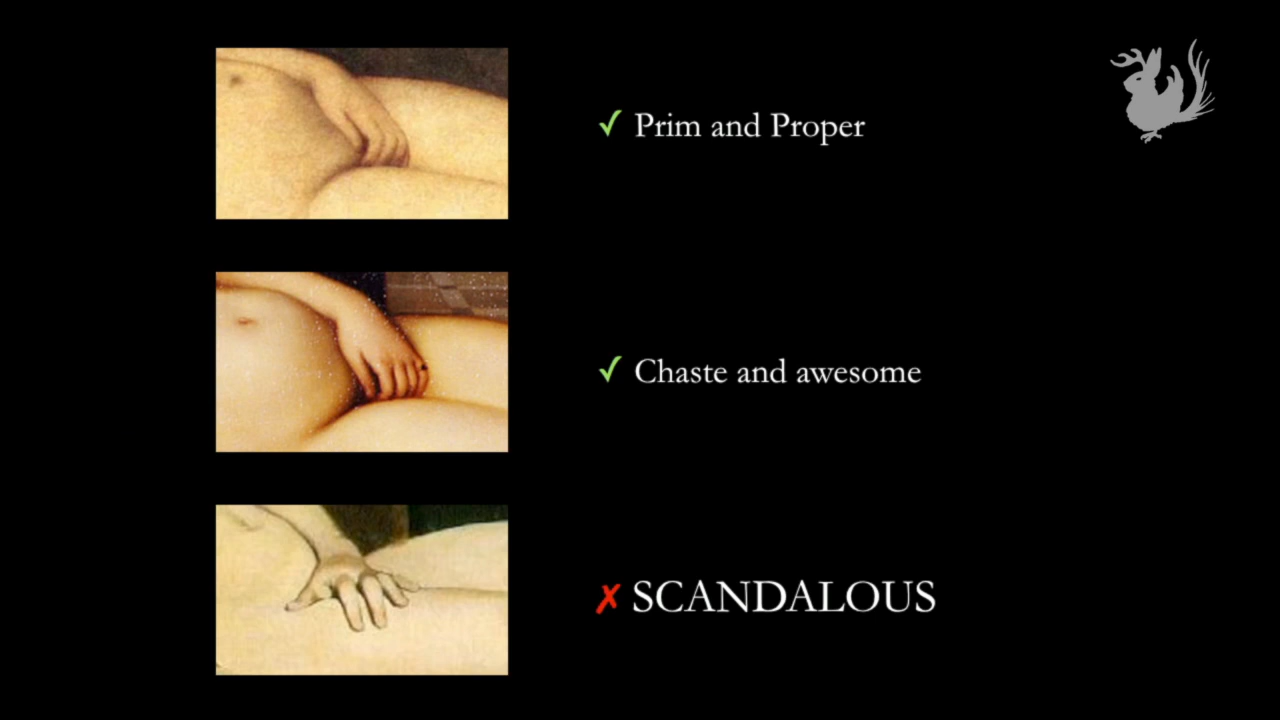 ✓ Prim and Proper
✓ Chaste and awesome
✗ SCANDALOUS